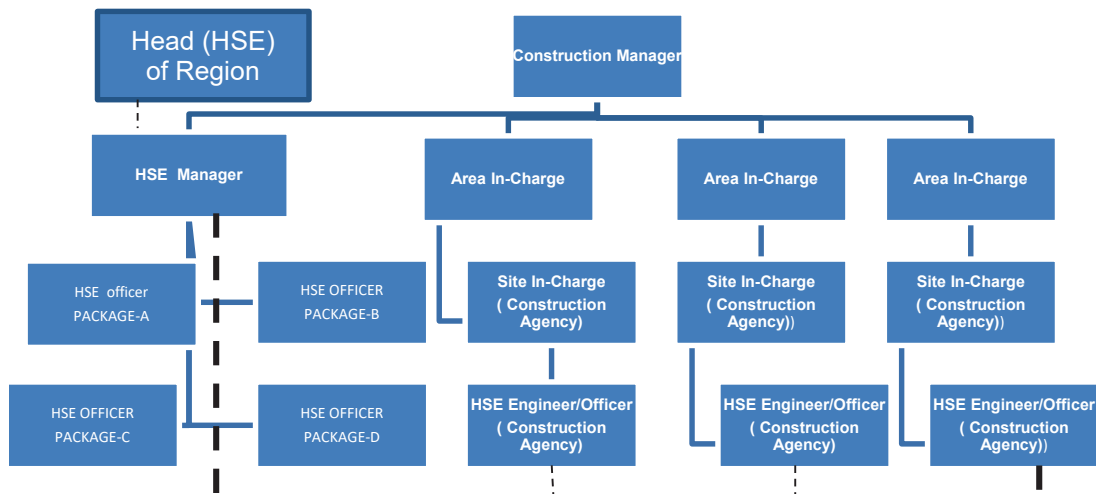 Head (HSE)
of Region
Construction Manager
HSE  Manager
Area In-Charge
Area In-Charge
Area In-Charge
HSE  officer
PACKAGE-A
HSE OFFICER
PACKAGE-B
Site In-Charge
( Construction
Agency)
Site In-Charge
( Construction
Agency))
Site In-Charge
( Construction
Agency))
HSE OFFICER
PACKAGE-C
HSE OFFICER
PACKAGE-D
HSE Engineer/Officer
( Construction
Agency)
HSE Engineer/Officer
( Construction
Agency)
HSE Engineer/Officer
( Construction
Agency))